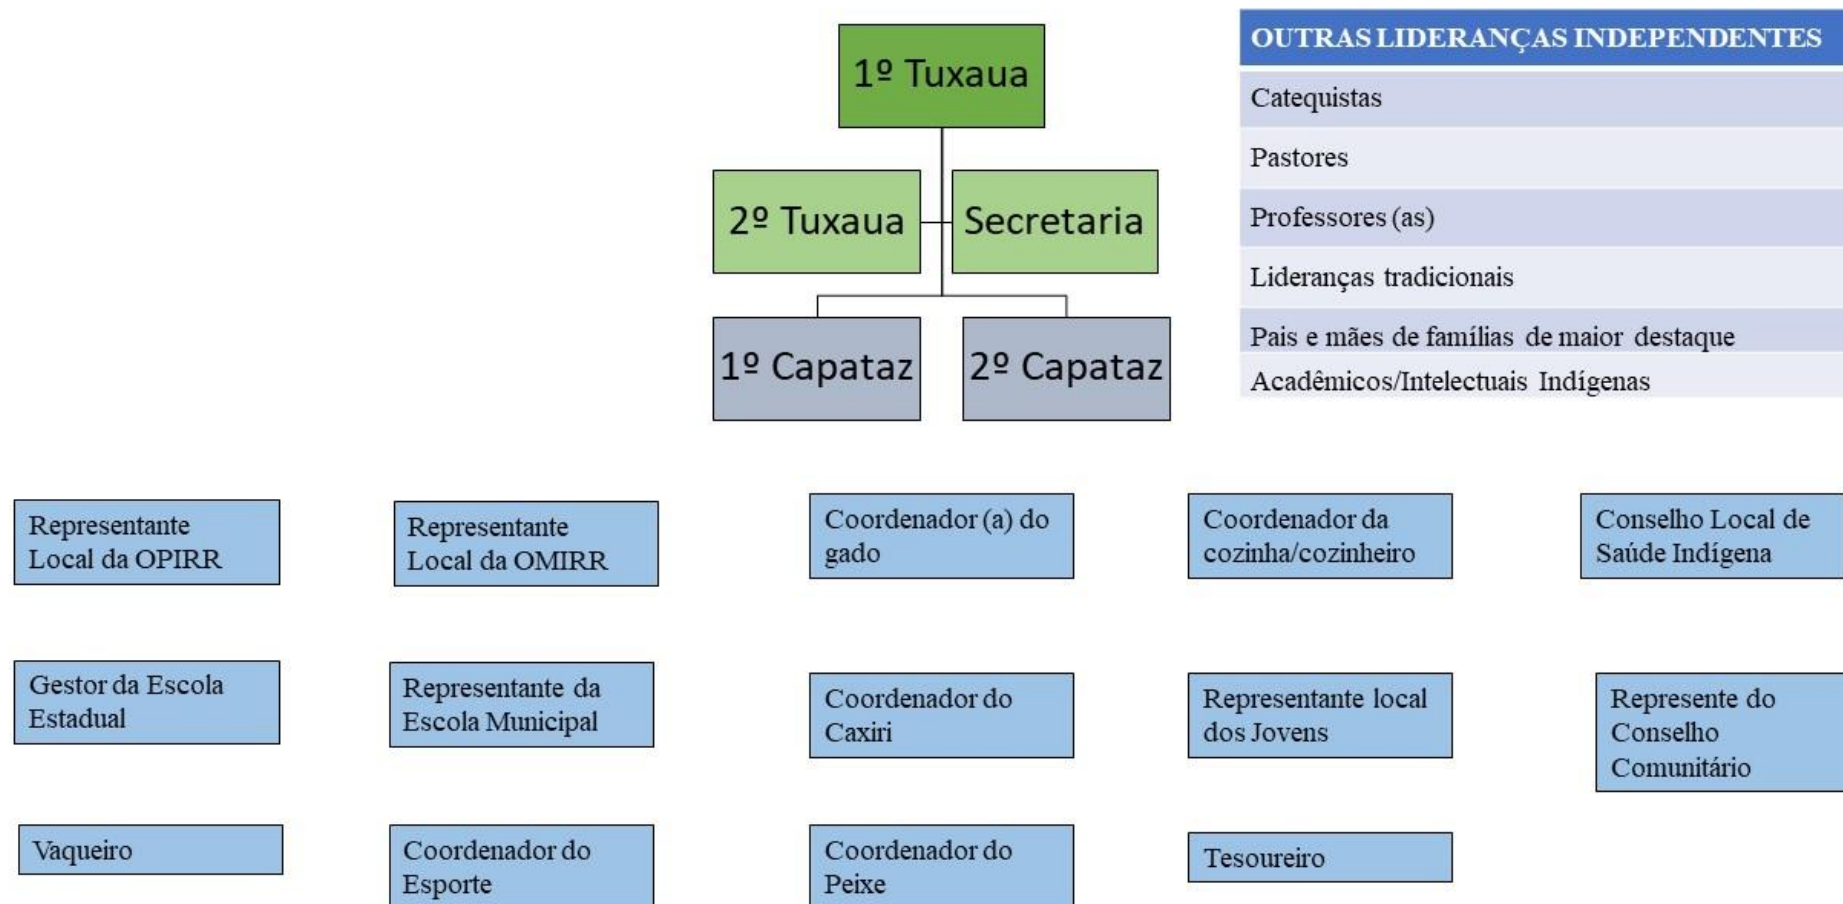 1º Tuxaua
2º Tuxaua
Secretaria
1º Capataz
2º Capataz
OUTRAS LIDERANÇAS INDEPENDENTES
Catequistas
Pastores
Professores (as)
Lideranças tradicionais
Pais e mães de famílias de maior destaque
Acadêmicos/Intelectuais Indígenas
Representante
Local da OPIRR
Representante
Local da OMIRR
Coordenador (a) do
gado
Coordenador da
cozinha/cozinheiro
Conselho Local de
Saúde Indígena
Gestor da Escola
Estadual
Representante da
Escola Municipal
Coordenador do
Caxiri
Representante local
dos Jovens
Represente do
Conselho
Comunitário
Vaqueiro
Coordenador do
Esporte
Coordenador do
Peixe
Tesoureiro